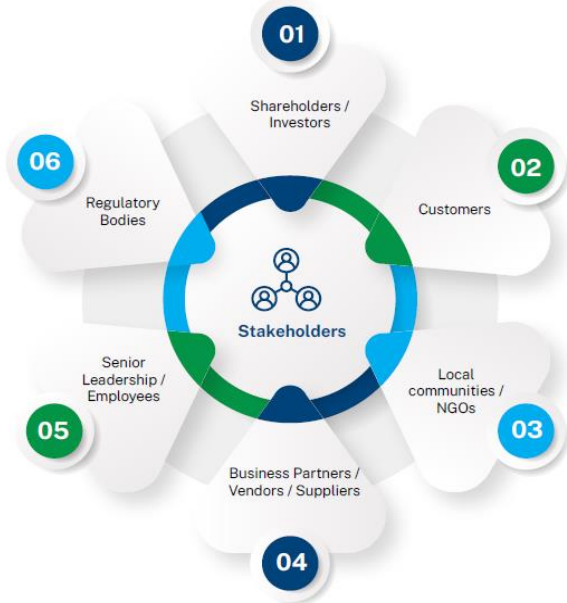 01
Shareholders /
Investors
02
Customers
03
Local
communities /
NGOs
04
Business Partners /
Vendors / Suppliers
05
Senior
Leadership /
Employees
06
Regulatory
Bodies
Stakeholders